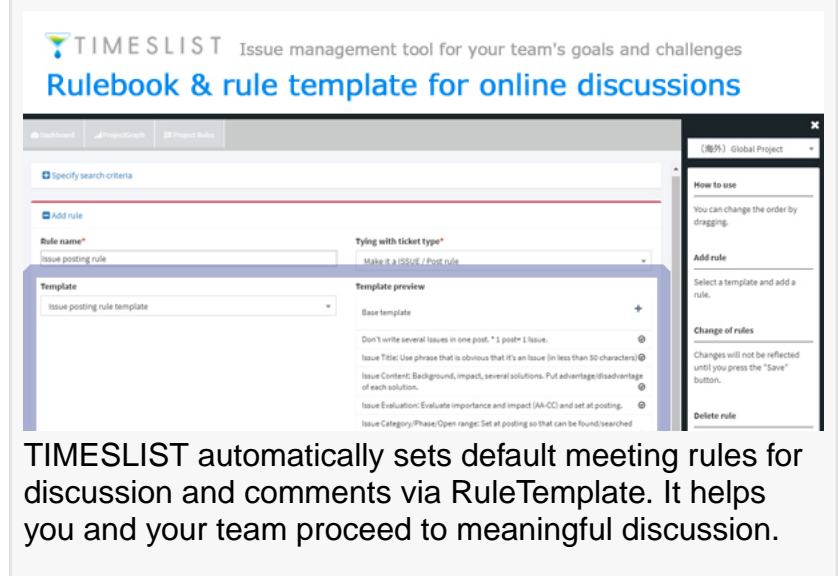 TIMESLIST Issue management tool for your team's goals and challenges
Rulebook & rule template for online discussions
Dashboard ProjectGraph Project Rules
(海外) Global Project
Specify search criteria
How to use
You can change the order by
dragging.
Add rule
Rule name* Tying with ticket type*
Issue posting rule Make it a ISSUE / Post rule
Add rule
Select a template and add a
rule.
Template Template preview
Issue posting rule template
Base template
Don't write several Issues in one post. * 1 post= 1 Issue.
Issue Title: Use phrase that is obvious that it's an Issue (in less than 50 characters)
Issue Content: Background, impact, several solutions. Put advantage/disadvantage
of each solution.
Issue Evaluation: Evaluate importance and impact (AA-CC) and set at posting.
Issue Category/Phase/Open range: Set at posting so that can be found/searched
Change of rules
Changes will not be reflected
until you press the "Save"
button.
Delete rule
TIMESLIST automatically sets default meeting rules for
discussion and comments via RuleTemplate. It helps
you and your team proceed to meaningful discussion.